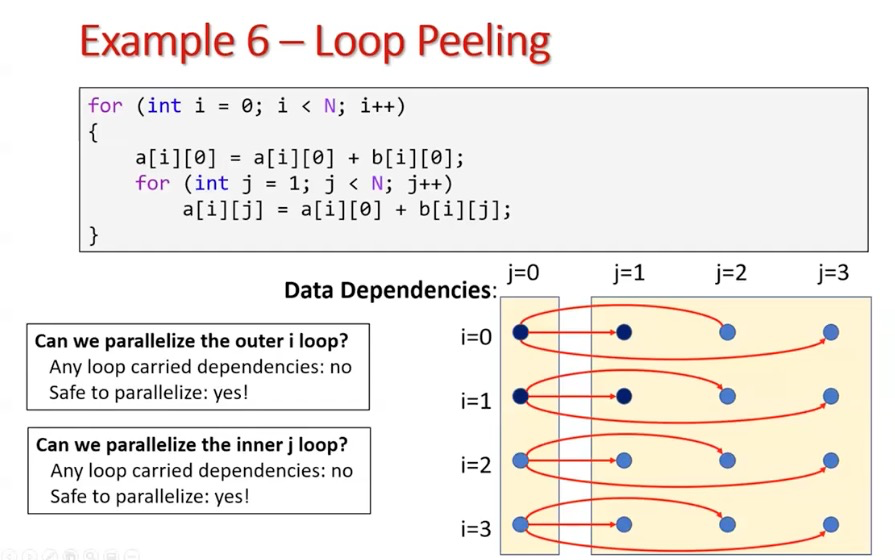 Example 6 – Loop Peeling
for (int i = 0; i < N; i++)
{
    a[i][0] = a[i][0] + b[i][0];
    for (int j = 1; j < N; j++)
        a[i][j] = a[i][0] + b[i][j];
}
Data Dependencies:
j=0 j=1 j=2 j=3
i=0
i=1
i=2
i=3
Can we parallelize the outer i loop?
Any loop carried dependencies: no
Safe to parallelize: yes!
Can we parallelize the inner j loop?
Any loop carried dependencies: no
Safe to parallelize: yes!